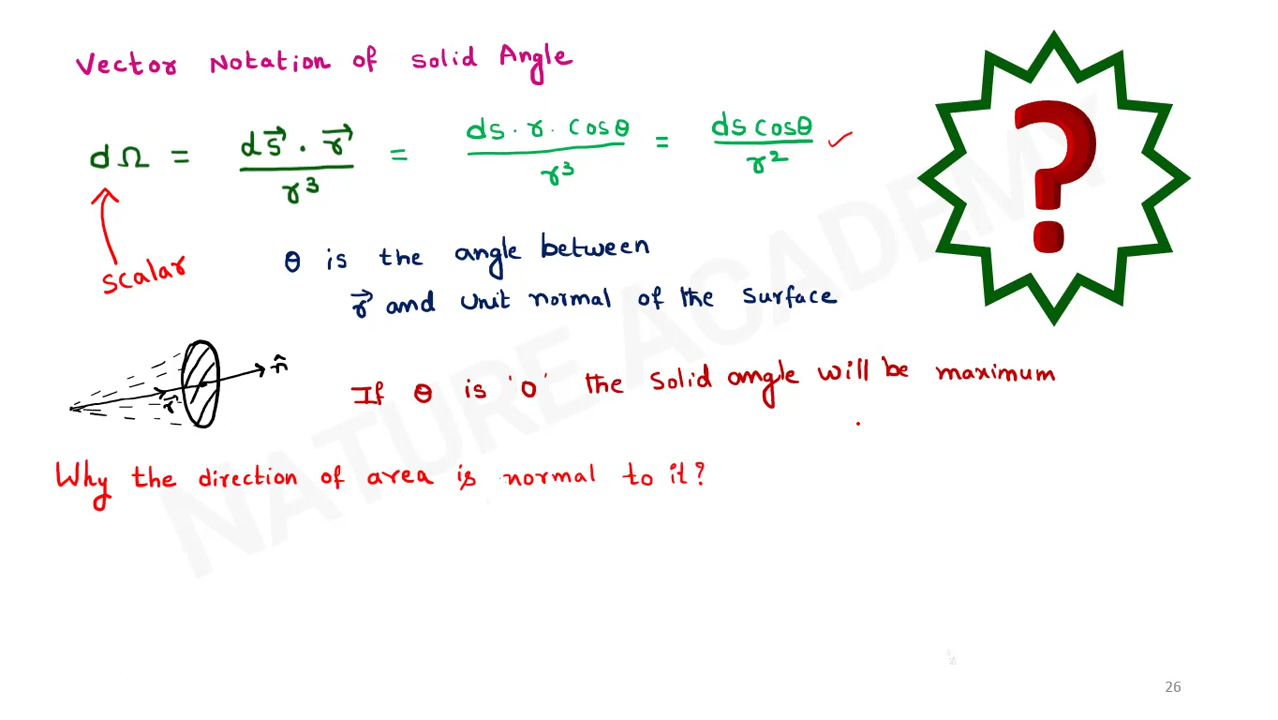 Vector Notation of Solid Angle
dΩ = ds⃗ · r⃗ / r³ = ds · r · cosθ / r³ = ds cosθ / r² ✓
scalar
θ is the angle between
r⃗ and unit normal of the surface
n̂
r⃗
If θ is '0' the solid angle will be maximum
Why the direction of area is normal to it?
?
NATURE ACADEMY
26